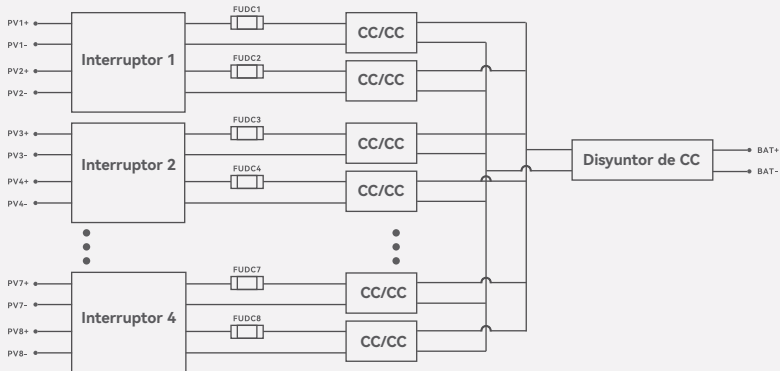 FUDC1
PV1+
CC/CC
PV1-
Interruptor 1
FUDC2
PV2+
CC/CC
PV2-
FUDC3
PV3+
CC/CC
PV3-
Interruptor 2
FUDC4
PV4+
CC/CC
PV4-
Disyuntor de CC
BAT+
BAT-
FUDC7
PV7+
CC/CC
PV7-
Interruptor 4
FUDC8
PV8+
CC/CC
PV8-